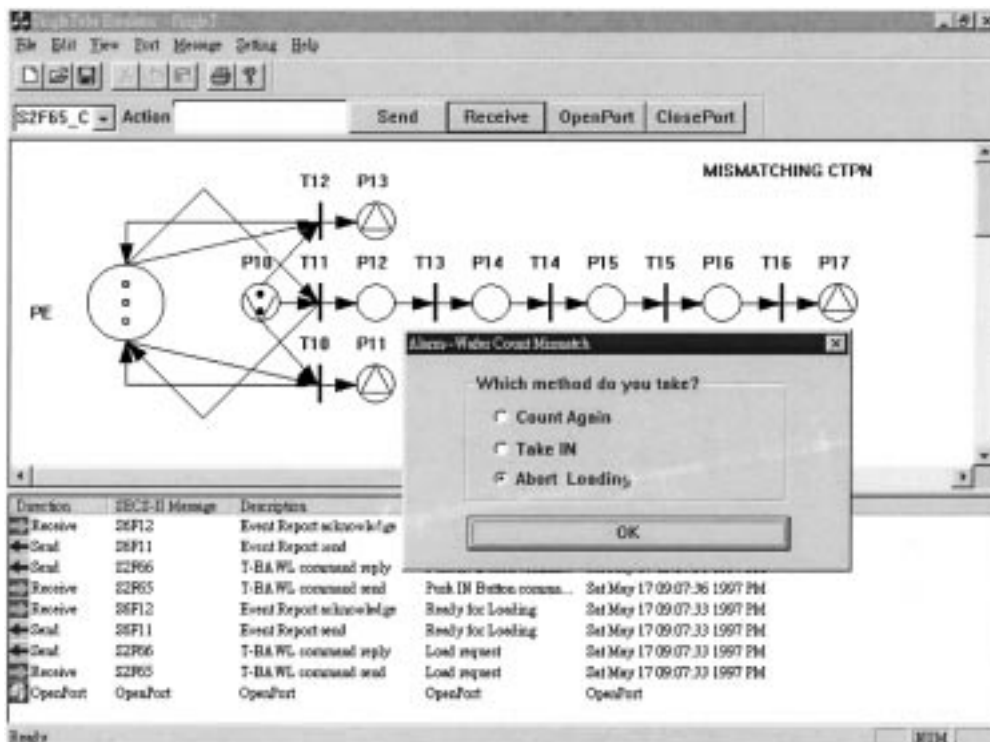 File Edit View Port Message Setting Help
S2F65_C Action Send Receive OpenPort ClosePort
MISMATCHING CTPN
T12 P13
P10 T11 P12 T13 P14 T14 P15 T15 P16 T16 P17
PE
T10 P11
Alarm--Wafer Count Mismatch
Which method do you take?
Count Again
Take IN
Abort Loading
OK
Direction SECS-II Message Description
Receive S6F12 Event Report acknowledge
Send S6F11 Event Report send
Send S2F66 T-BAWL command reply
Receive S2F65 T-BAWL command send Push IN Button comma... Sat May 17 09:07:36 1997 PM
Receive S6F12 Event Report acknowledge Ready for Loading Sat May 17 09:07:33 1997 PM
Send S6F11 Event Report send Ready for Loading Sat May 17 09:07:33 1997 PM
Send S2F66 T-BAWL command reply Load request Sat May 17 09:07:33 1997 PM
Receive S2F65 T-BAWL command send Load request Sat May 17 09:07:33 1997 PM
OpenPort OpenPort OpenPort OpenPort OpenPort
Ready NUM